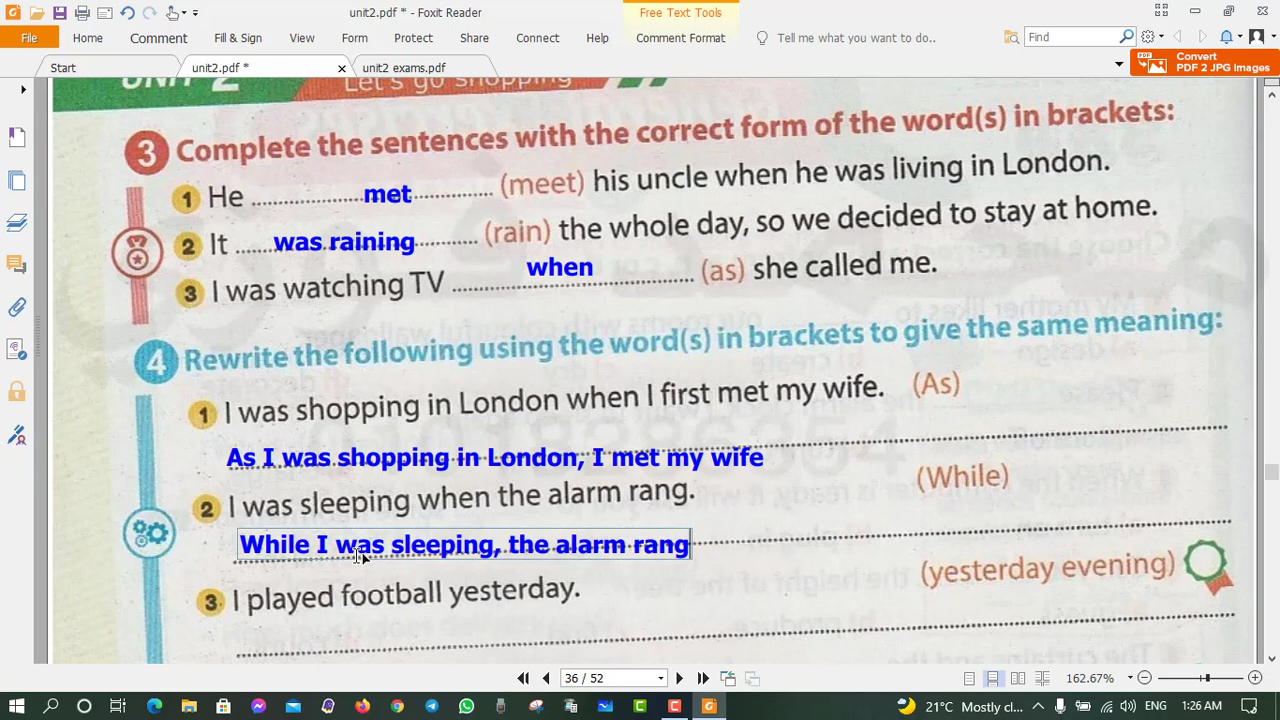 unit2.pdf * - Foxit Reader
Free Text Tools
File Home Comment Fill & Sign View Form Protect Share Connect Help Comment Format Tell me what you want to do.. Find
Start unit2.pdf * unit2 exams.pdf
Convert
PDF 2 JPG Images
UNIT 2 Let's go shopping
3 Complete the sentences with the correct form of the word(s) in brackets:
1 He .......... met .......... (meet) his uncle when he was living in London.
2 It .......... was raining .......... (rain) the whole day, so we decided to stay at home.
3 I was watching TV .......... when .......... (as) she called me.
4 Rewrite the following using the word(s) in brackets to give the same meaning:
1 I was shopping in London when I first met my wife. (As)
As I was shopping in London, I met my wife
2 I was sleeping when the alarm rang. (While)
While I was sleeping, the alarm rang
3 I played football yesterday. (yesterday evening)
36 / 52
162.67%
21°C Mostly cl... ENG 1:26 AM